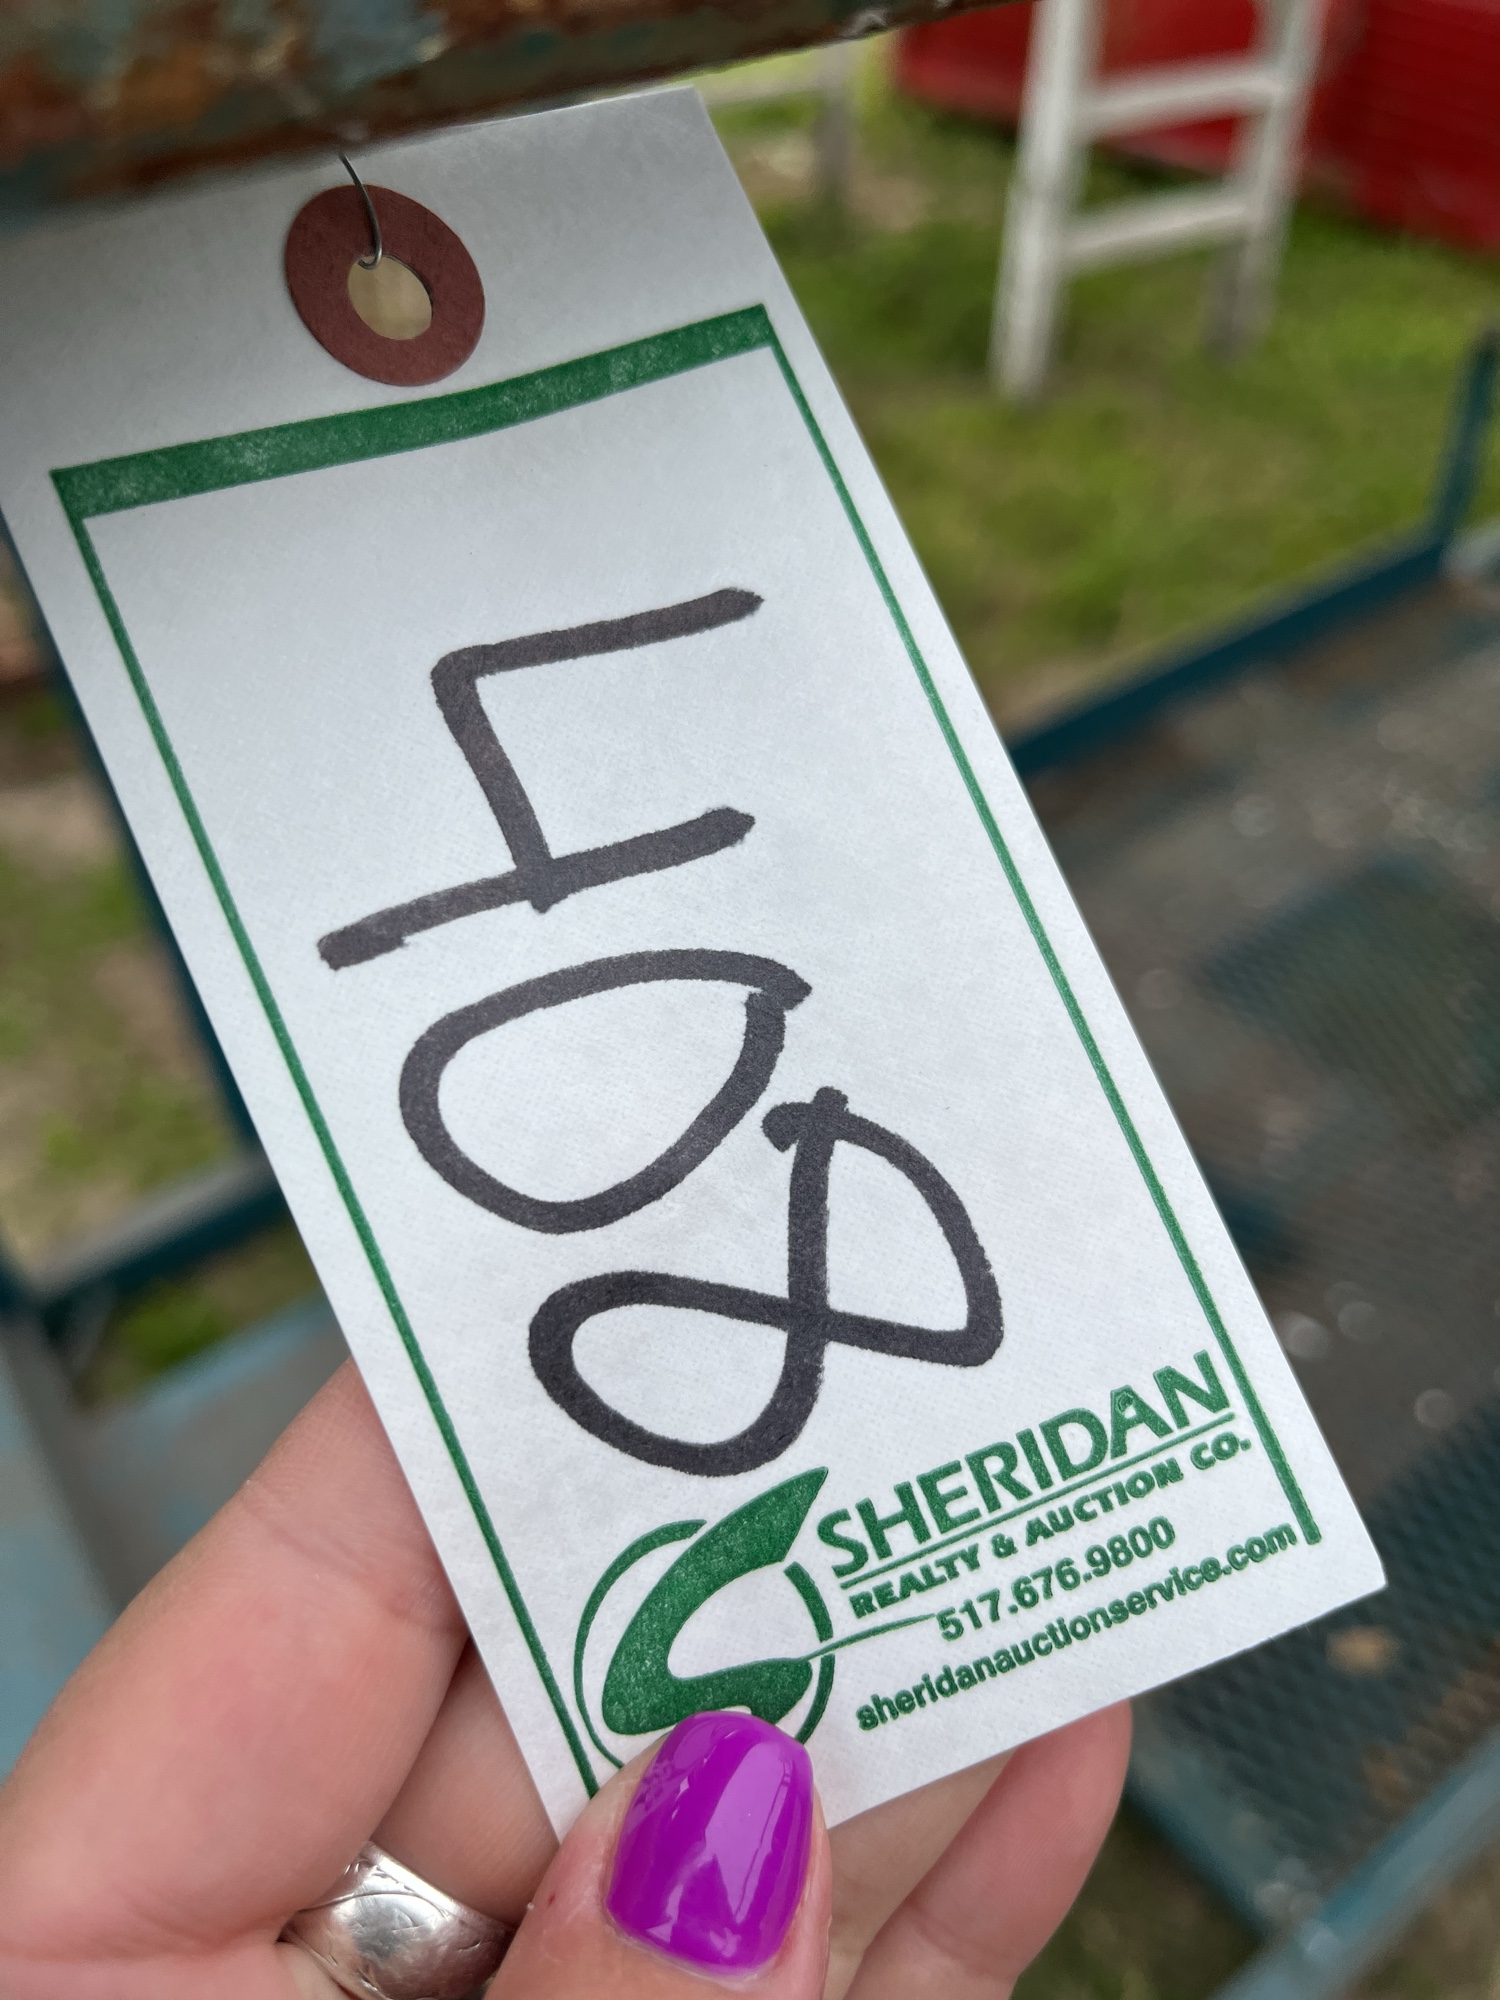 408
SHERIDAN
REALTY & AUCTION CO.
517.676.9800
sheridanauctionservice.com